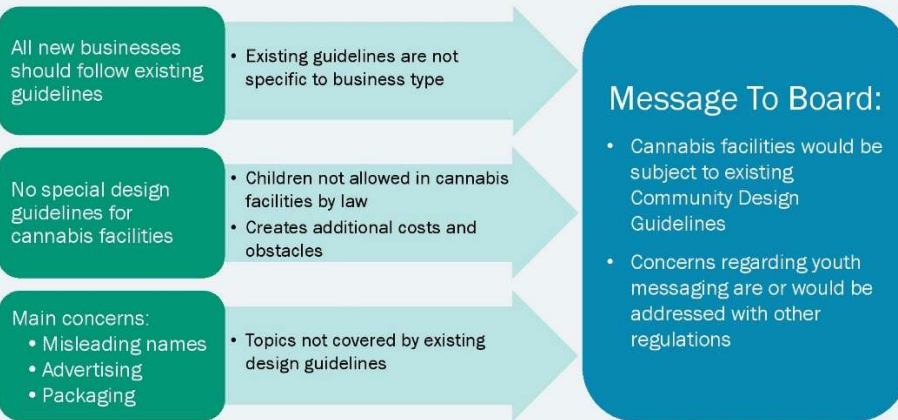 All new businesses
should follow existing
guidelines
• Existing guidelines are not
specific to business type
No special design
guidelines for
cannabis facilities
• Children not allowed in cannabis
facilities by law
• Creates additional costs and
obstacles
Main concerns:
• Misleading names
• Advertising
• Packaging
• Topics not covered by existing
design guidelines
Message To Board:
• Cannabis facilities would be
subject to existing
Community Design
Guidelines
• Concerns regarding youth
messaging are or would be
addressed with other
regulations